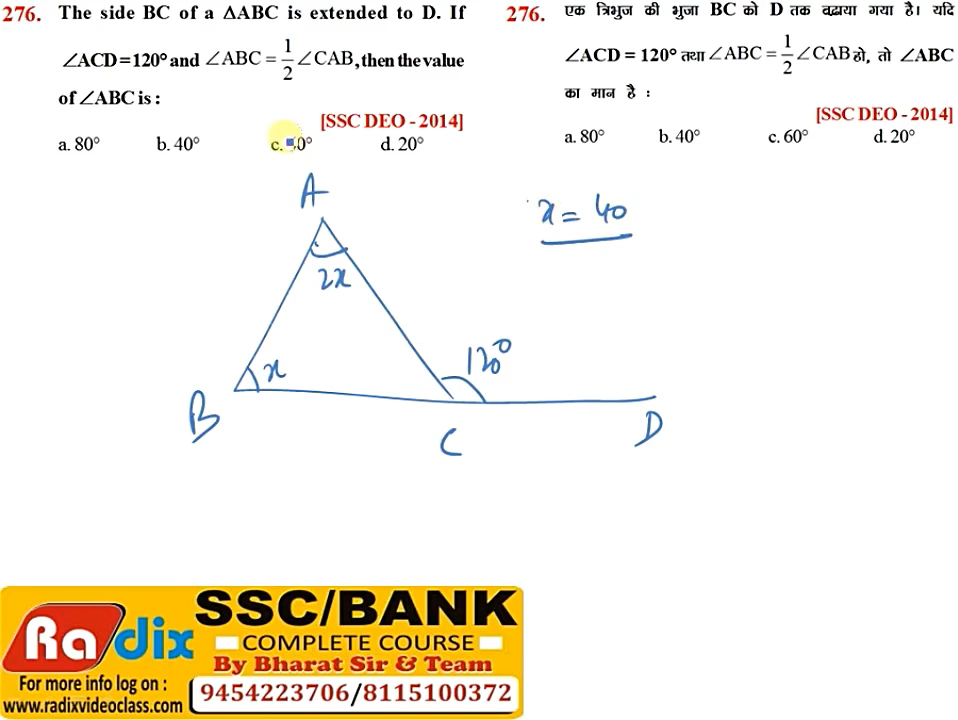 276. The side BC of a ΔABC is extended to D. If
∠ACD=120° and ∠ABC = 1/2 ∠CAB, then the value
of ∠ABC is :
[SSC DEO - 2014]
a. 80° b. 40° c. 0° d. 20°
276. एक त्रिभुज की भुजा BC को D तक बढ़ाया गया है। यदि
∠ACD = 120° तथा ∠ABC = 1/2 ∠CAB हो, तो ∠ABC
का मान है :
[SSC DEO - 2014]
a. 80° b. 40° c. 60° d. 20°
A
x = 40
2x
120°
x
B
C
D
Radix
For more info log on :
www.radixvideoclass.com
SSC/BANK
COMPLETE COURSE
By Bharat Sir & Team
9454223706/8115100372